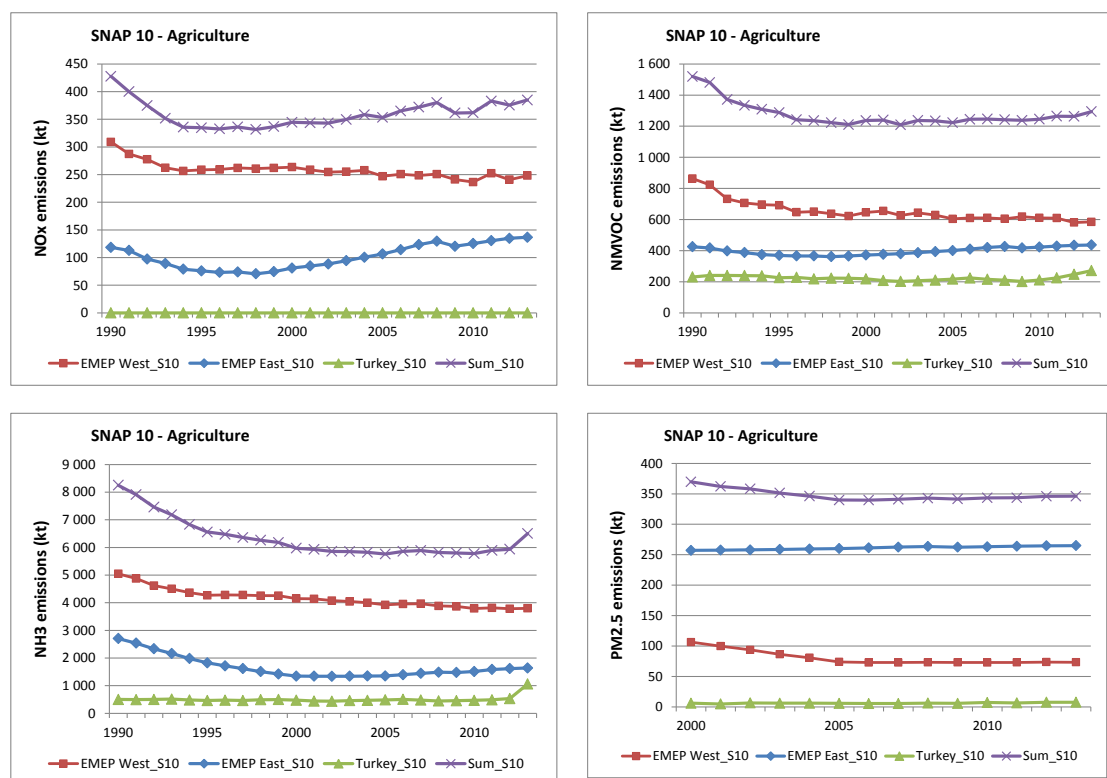 SNAP 10 - Agriculture
NOx emissions (kt)
450
400
350
300
250
200
150
100
50
0
1990 1995 2000 2005 2010
EMEP West_S10 EMEP East_S10 Turkey_S10 Sum_S10
SNAP 10 - Agriculture
NMVOC emissions (kt)
1 600
1 400
1 200
1 000
800
600
400
200
0
1990 1995 2000 2005 2010
EMEP West_S10 EMEP East_S10 Turkey_S10 Sum_S10
SNAP 10 - Agriculture
NH3 emissions (kt)
9 000
8 000
7 000
6 000
5 000
4 000
3 000
2 000
1 000
0
1990 1995 2000 2005 2010
EMEP West_S10 EMEP East_S10 Turkey_S10 Sum_S10
SNAP 10 - Agriculture
PM2.5 emissions (kt)
400
350
300
250
200
150
100
50
0
2000 2005 2010
EMEP West_S10 EMEP East_S10 Turkey_S10 Sum_S10